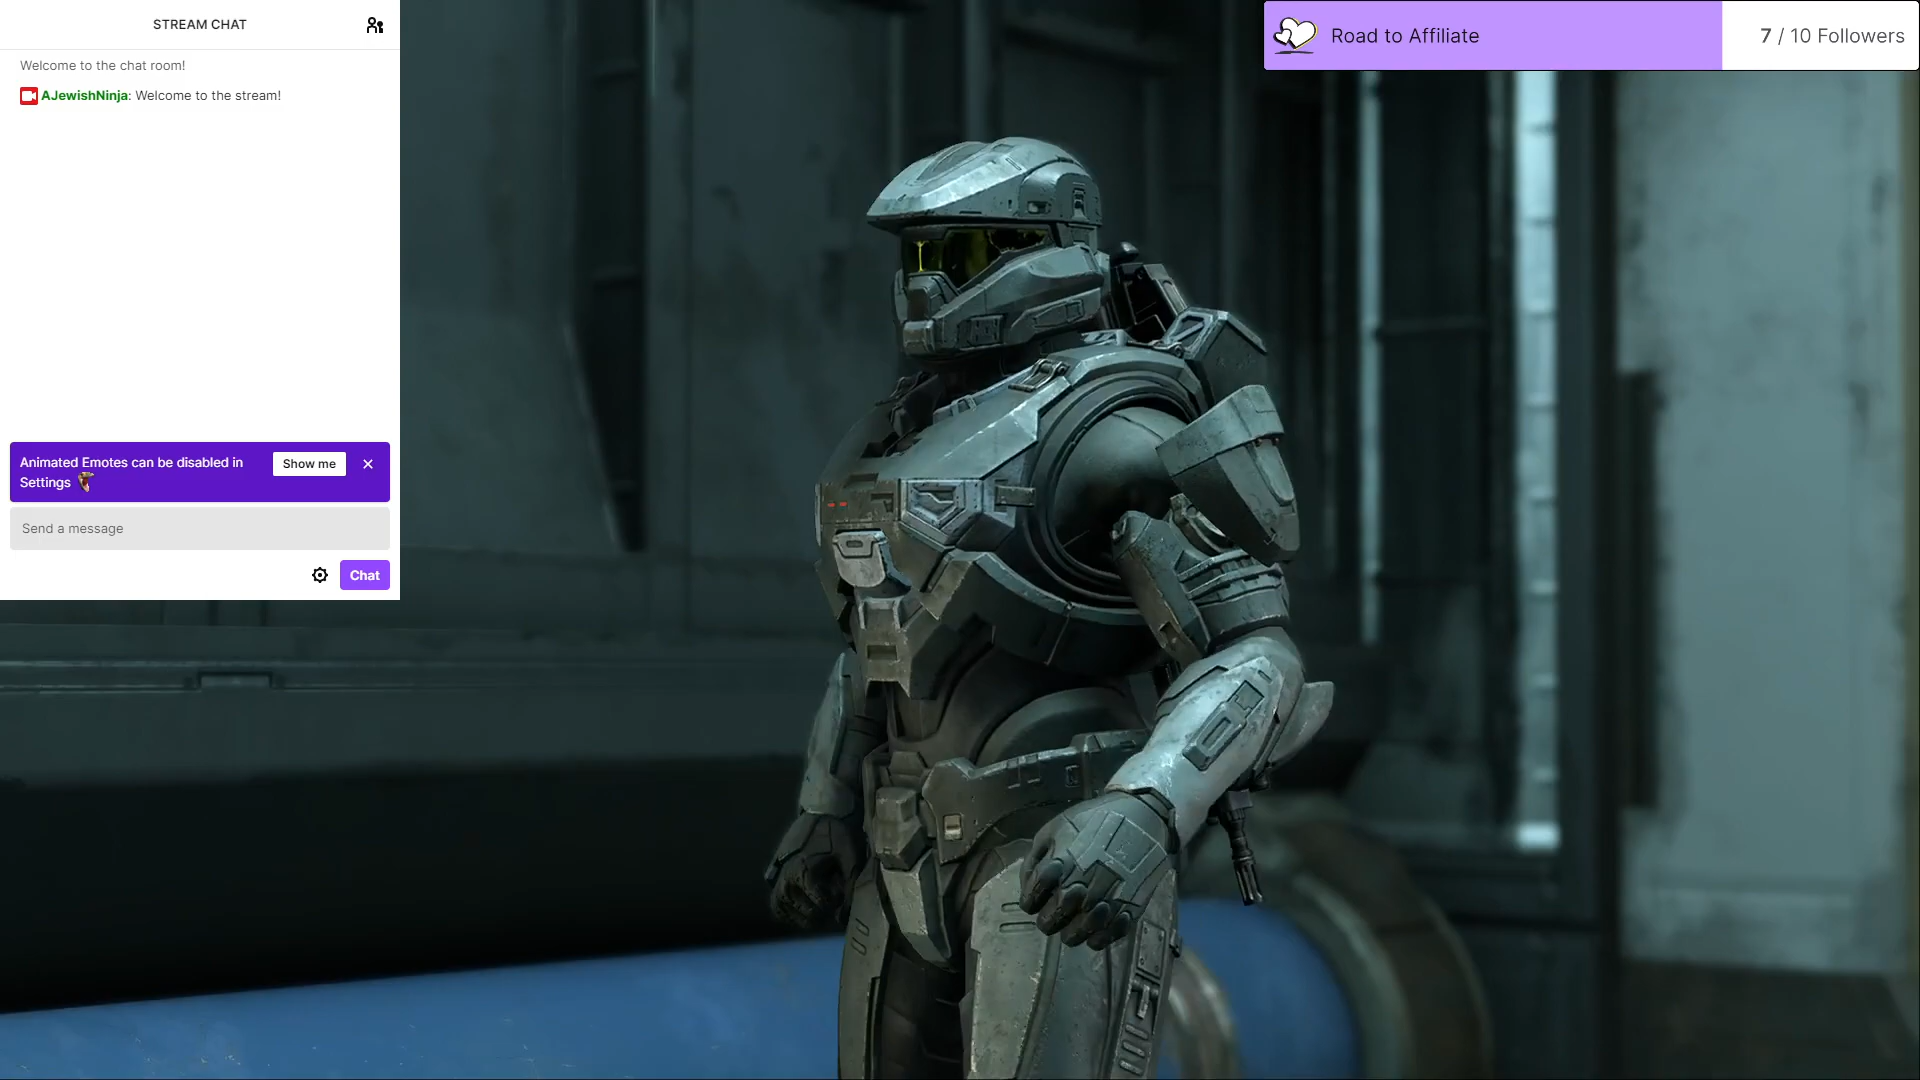 STREAM CHAT
Road to Affiliate
7 / 10 Followers
Welcome to the chat room!
AJewishNinja: Welcome to the stream!
Animated Emotes can be disabled in
Settings
Show me
Send a message
Chat